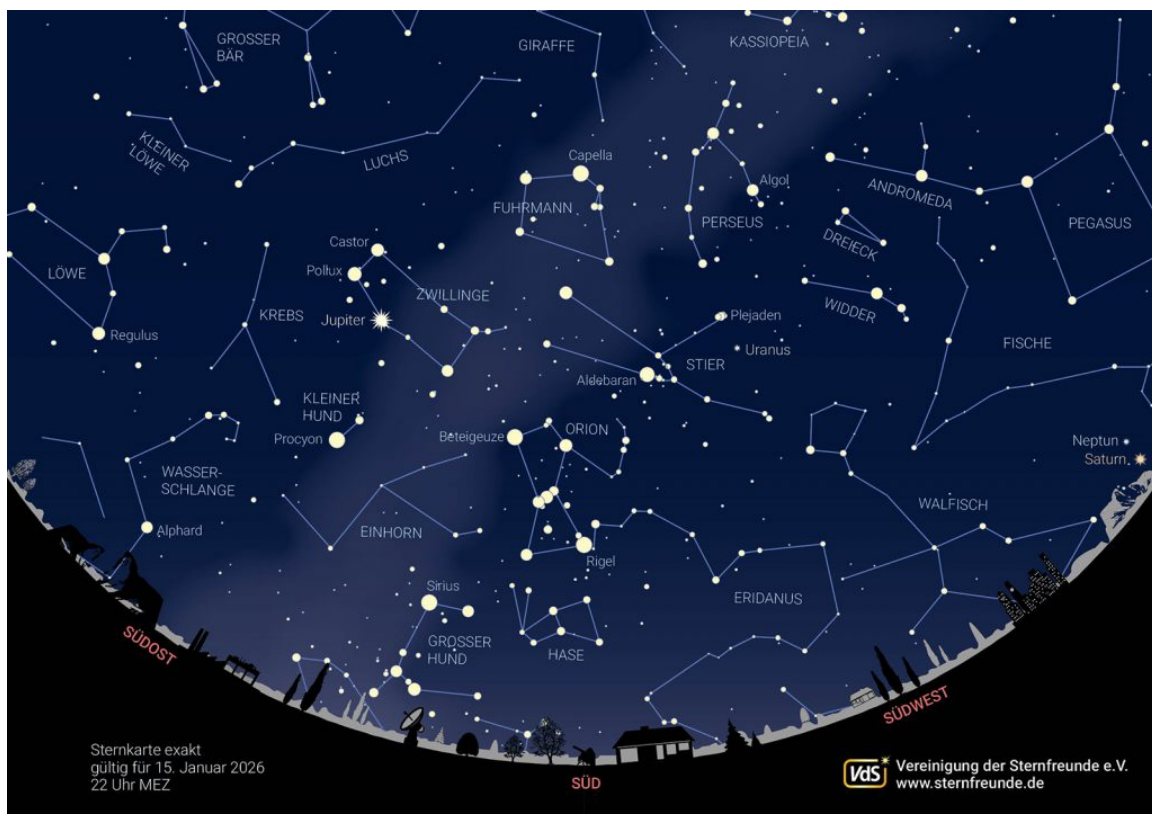 GROSSER
BÄR
GIRAFFE
KASSIOPEIA
KLEINER
LÖWE
LUCHS
Capella
FUHRMANN
Algol
PERSEUS
ANDROMEDA
PEGASUS
DREIECK
LÖWE
Castor
Pollux
ZWILLINGE
Jupiter
KREBS
Regulus
WIDDER
Plejaden
Uranus
STIER
Aldebaran
FISCHE
KLEINER
HUND
Procyon
Beteigeuze
ORION
Neptun
Saturn
WASSER-
SCHLANGE
Alphard
EINHORN
WALFISCH
Rigel
Sirius
ERIDANUS
GROSSER
HUND
HASE
SÜDOST
SÜD
SÜDWEST
Sternkarte exakt
gültig für 15. Januar 2026
22 Uhr MEZ
VdS
Vereinigung der Sternfreunde e.V.
www.sternfreunde.de